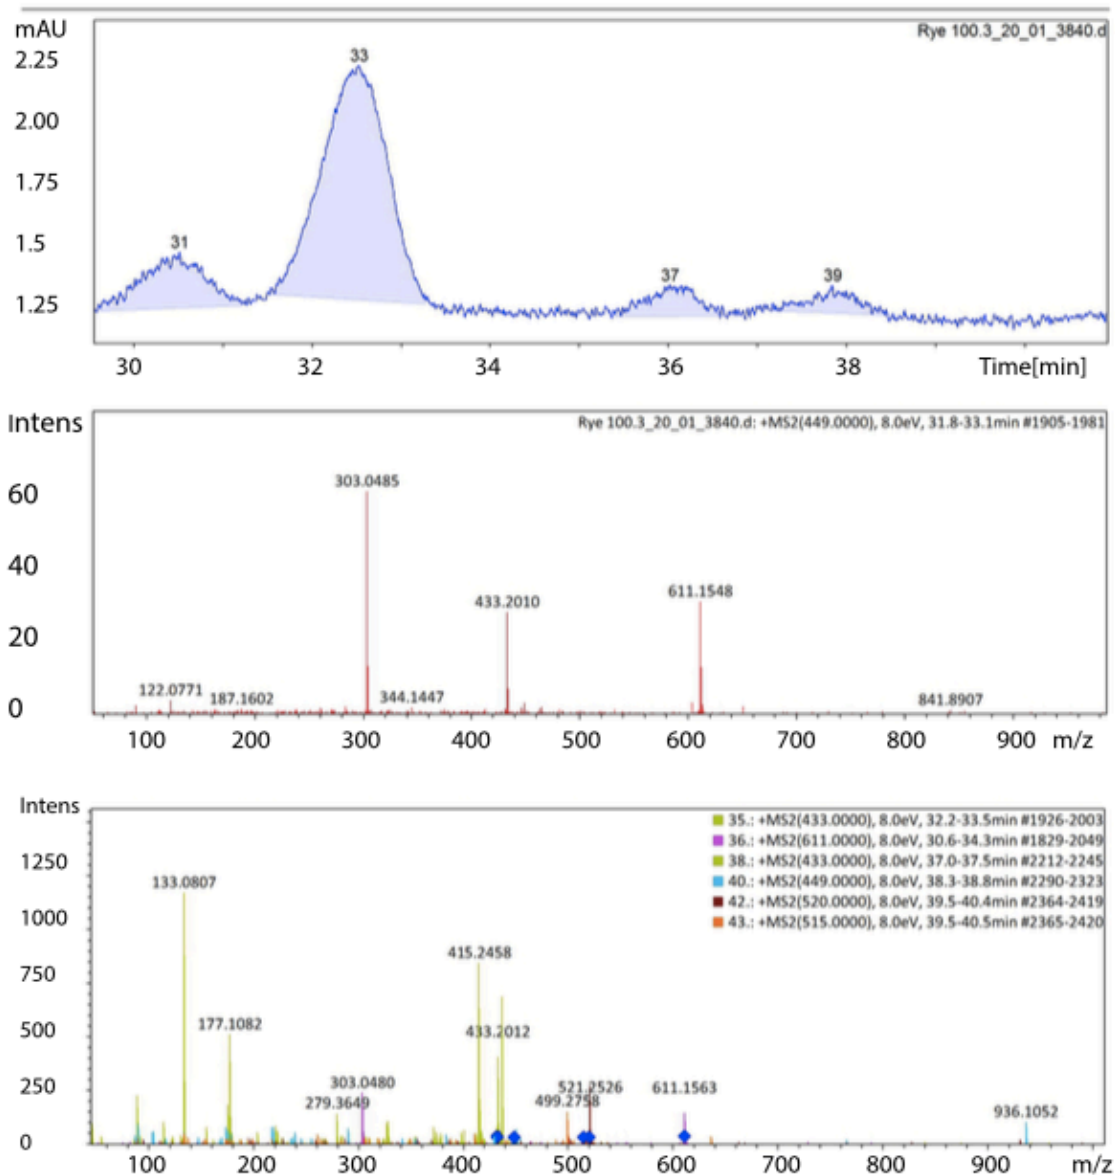 mAU
Rye 100.3_20_01_3840.d
2.25
2.00
1.75
1.5
1.25
33
31
37
39
30 32 34 36 38 Time[min]
Intens
Rye 100.3_20_01_3840.d: +MS2(449.0000), 8.0eV, 31.8-33.1min #1905-1981
60
40
20
0
303.0485
433.2010
611.1548
122.0771
187.1602
344.1447
841.8907
100 200 300 400 500 600 700 800 900 m/z
Intens
35.: +MS2(433.0000), 8.0eV, 32.2-33.5min #1926-2003
36.: +MS2(611.0000), 8.0eV, 30.6-34.3min #1829-2049
38.: +MS2(433.0000), 8.0eV, 37.0-37.5min #2212-2245
40.: +MS2(449.0000), 8.0eV, 38.3-38.8min #2290-2323
42.: +MS2(520.0000), 8.0eV, 39.5-40.4min #2364-2419
43.: +MS2(515.0000), 8.0eV, 39.5-40.5min #2365-2420
1250
1000
750
500
250
0
133.0807
415.2458
177.1082
433.2012
303.0480
279.3649
521.2526
499.2758
611.1563
936.1052
100 200 300 400 500 600 700 800 900 m/z